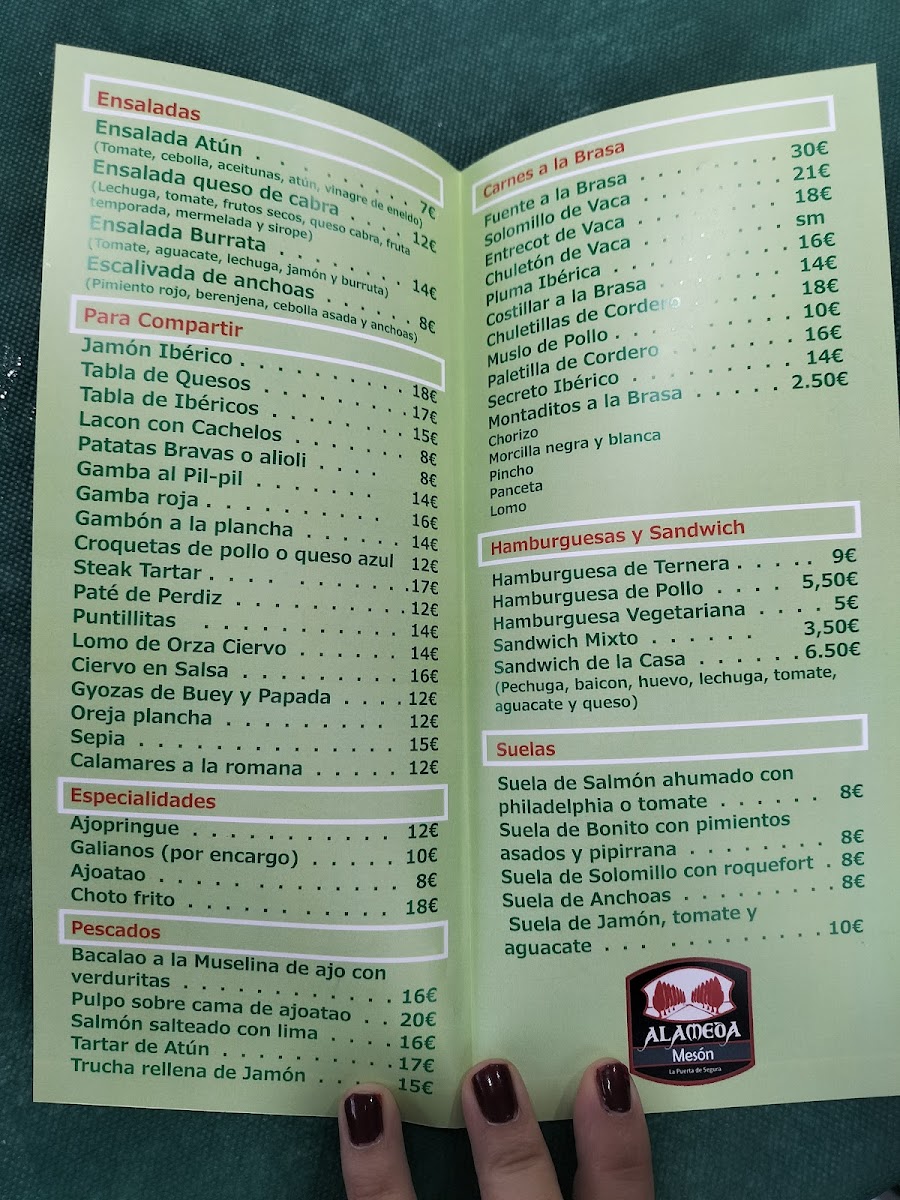 Ensaladas
Ensalada Atún . . . . . . . . 7€
(Tomate, cebolla, aceitunas, atún, vinagre de eneldo)
Ensalada queso de cabra . . . . 12€
(Lechuga, tomate, frutos secos, queso cabra, fruta
temporada, mermelada y sirope)
Ensalada Burrata . . . . . . . 14€
(Tomate, aguacate, lechuga, jamón y burruta)
Escalivada de anchoas . . . . . 8€
(Pimiento rojo, berenjena, cebolla asada y anchoas)
Para Compartir
Jamón Ibérico . . . . . . . . . 18€
Tabla de Quesos . . . . . . . . 17€
Tabla de Ibéricos . . . . . . . 15€
Lacon con Cachelos . . . . . . 8€
Patatas Bravas o alioli . . . . 8€
Gamba al Pil-pil . . . . . . . 14€
Gamba roja . . . . . . . . . . 16€
Gambón a la plancha . . . . . . 14€
Croquetas de pollo o queso azul 12€
Steak Tartar . . . . . . . . . 17€
Paté de Perdiz . . . . . . . . 12€
Puntillitas . . . . . . . . . . 14€
Lomo de Orza Ciervo . . . . . . 14€
Ciervo en Salsa . . . . . . . . 16€
Gyozas de Buey y Papada . . . . 12€
Oreja plancha . . . . . . . . . 12€
Sepia . . . . . . . . . . . . . 15€
Calamares a la romana . . . . . 12€
Especialidades
Ajopringue . . . . . . . . . . 12€
Galianos (por encargo) . . . . . 10€
Ajoatao . . . . . . . . . . . . 8€
Choto frito . . . . . . . . . . 18€
Pescados
Bacalao a la Muselina de ajo con
verduritas . . . . . . . . . . . 16€
Pulpo sobre cama de ajoatao . . 20€
Salmón salteado con lima . . . . 16€
Tartar de Atún . . . . . . . . . 17€
Trucha rellena de Jamón . . . . 15€
Carnes a la Brasa
Fuente a la Brasa . . . . . . . 30€
Solomillo de Vaca . . . . . . . 21€
Entrecot de Vaca . . . . . . . . 18€
Chuletón de Vaca . . . . . . . . sm
Pluma Ibérica . . . . . . . . . 16€
Costillar a la Brasa . . . . . . 14€
Chuletillas de Cordero . . . . . 18€
Muslo de Pollo . . . . . . . . . 10€
Paletilla de Cordero . . . . . . 16€
Secreto Ibérico . . . . . . . . 14€
Montaditos a la Brasa . . . . . 2.50€
Chorizo
Morcilla negra y blanca
Pincho
Panceta
Lomo
Hamburguesas y Sandwich
Hamburguesa de Ternera . . . . . 9€
Hamburguesa de Pollo . . . . . 5,50€
Hamburguesa Vegetariana . . . . 5€
Sandwich Mixto . . . . . . 3,50€
Sandwich de la Casa . . . . . . 6.50€
(Pechuga, baicon, huevo, lechuga, tomate,
aguacate y queso)
Suelas
Suela de Salmón ahumado con
philadelphia o tomate . . . . . . 8€
Suela de Bonito con pimientos
asados y pipirrana . . . . . . . . 8€
Suela de Solomillo con roquefort . 8€
Suela de Anchoas . . . . . . . . . 8€
Suela de Jamón, tomate y
aguacate . . . . . . . . . . . . 10€
ALAMEDA
Mesón
La Puerta de Segura